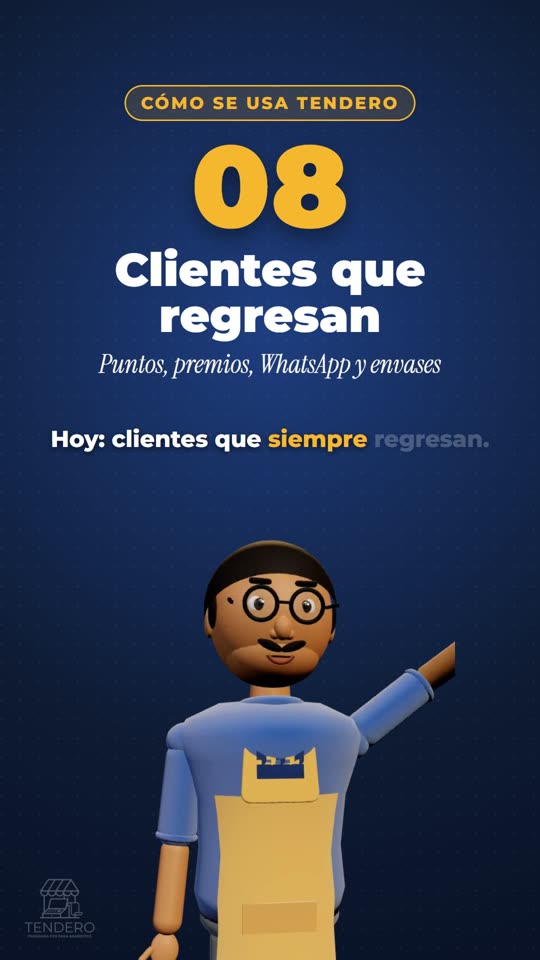 CÓMO SE USA TENDERO
08
Clientes que
regresan
Puntos, premios, WhatsApp y envases
Hoy: clientes que siempre regresan.
TENDERO